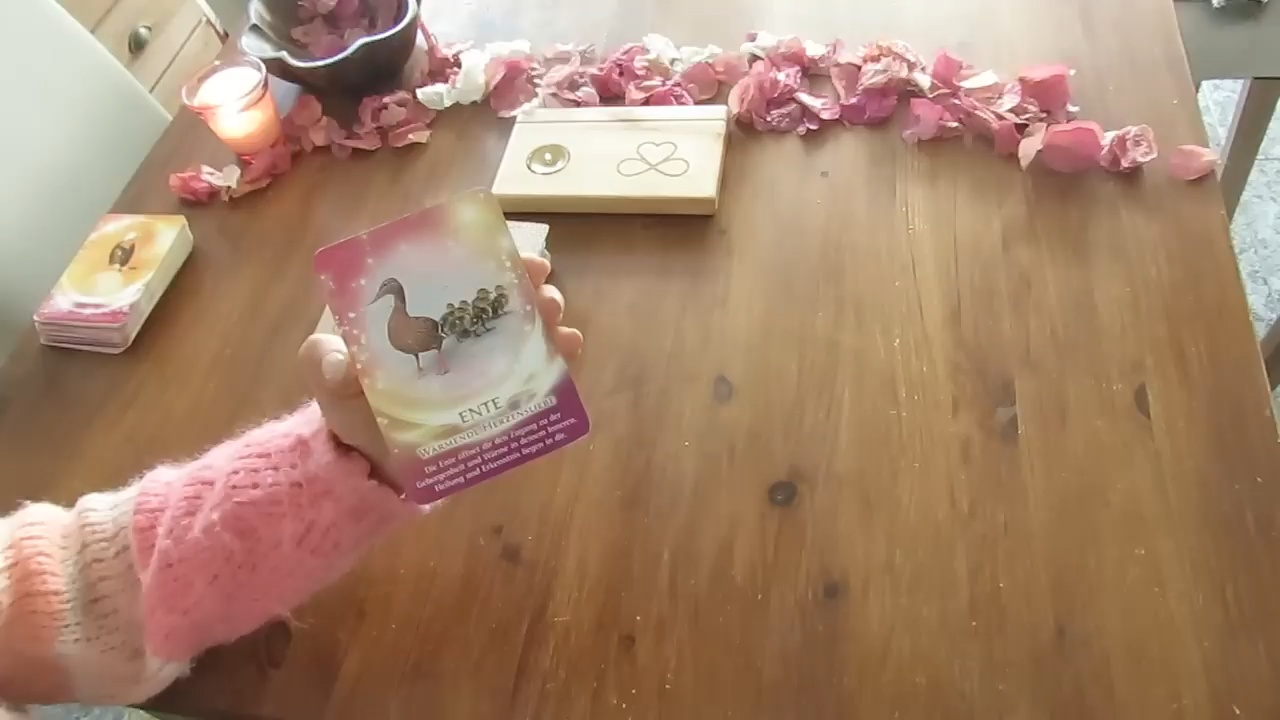 ENTE
WÄRMENDE HERZENSLIEBE
Die Ente öffnet dir den Zugang zu der
Geborgenheit und Wärme in deinem Inneren.
Heilung und Erkenntnis liegen in dir.